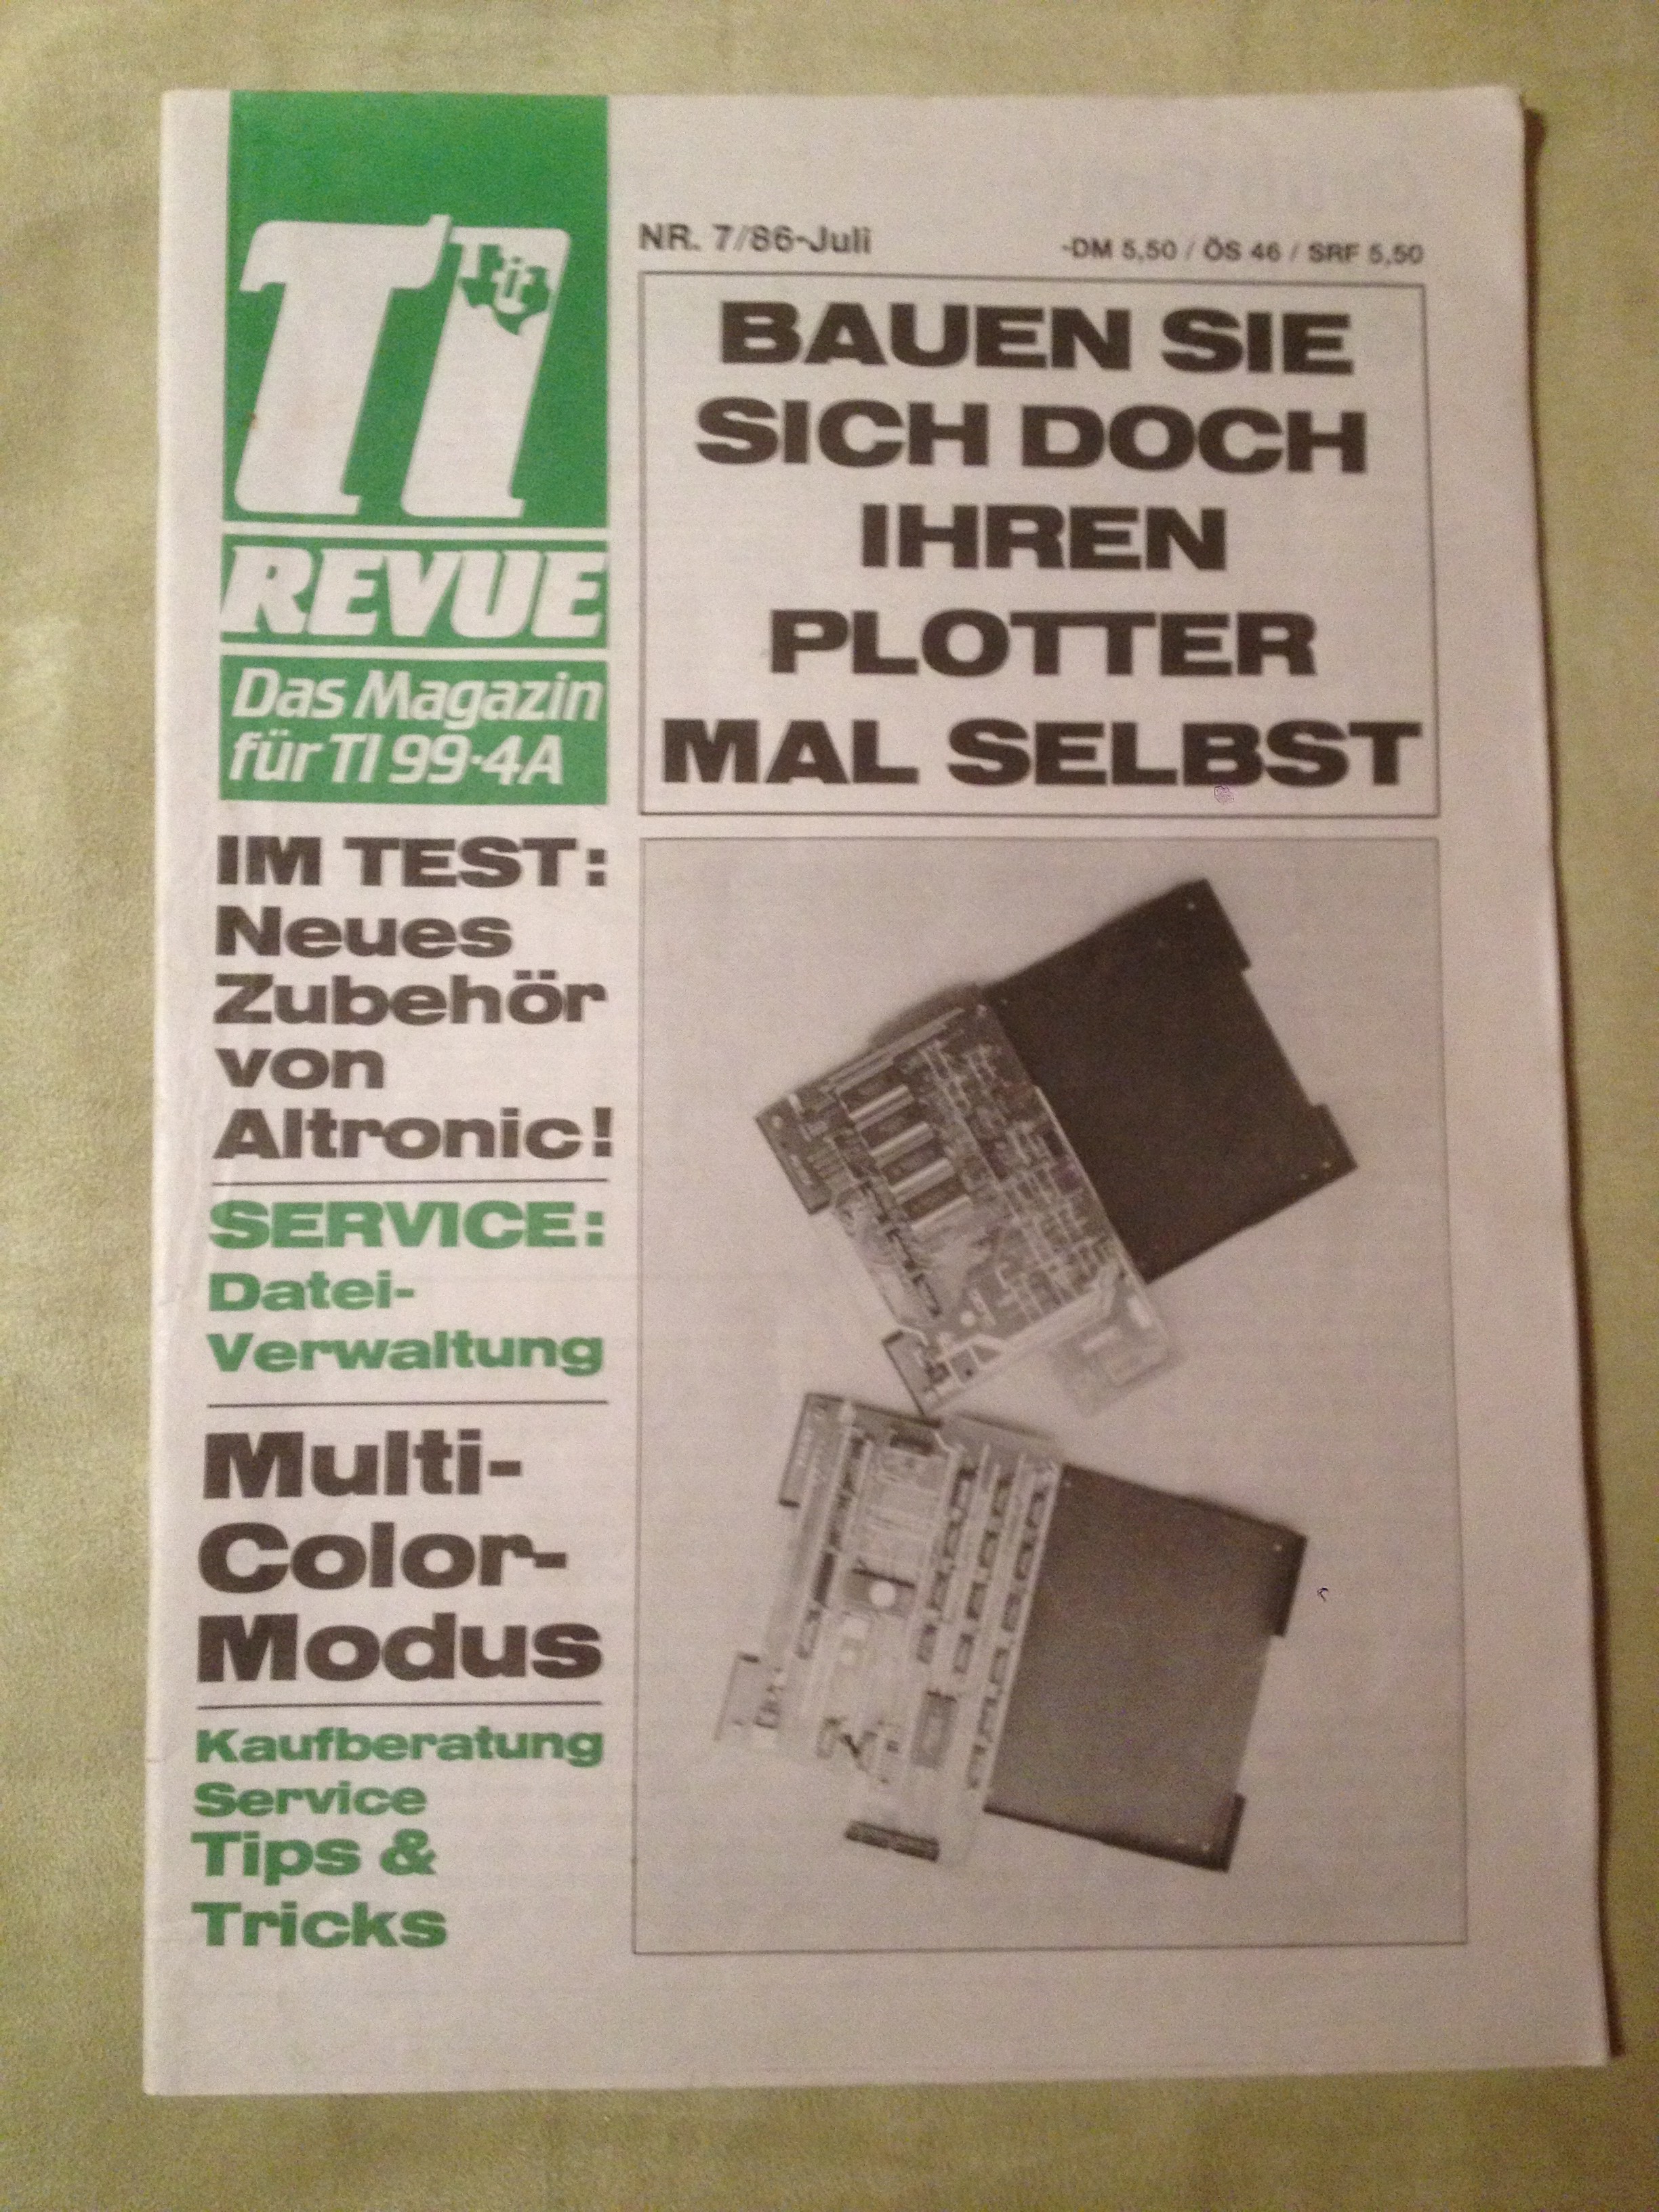 TI
REVUE
Das Magazin
für TI 99-4A
NR. 7/86-Juli
-DM 5,50 / ÖS 46 / SRF 5,50
BAUEN SIE
SICH DOCH
IHREN
PLOTTER
MAL SELBST
IM TEST:
Neues
Zubehör
von
Altronic!
SERVICE:
Datei-
Verwaltung
Multi-
Color-
Modus
Kaufberatung
Service
Tips &
Tricks